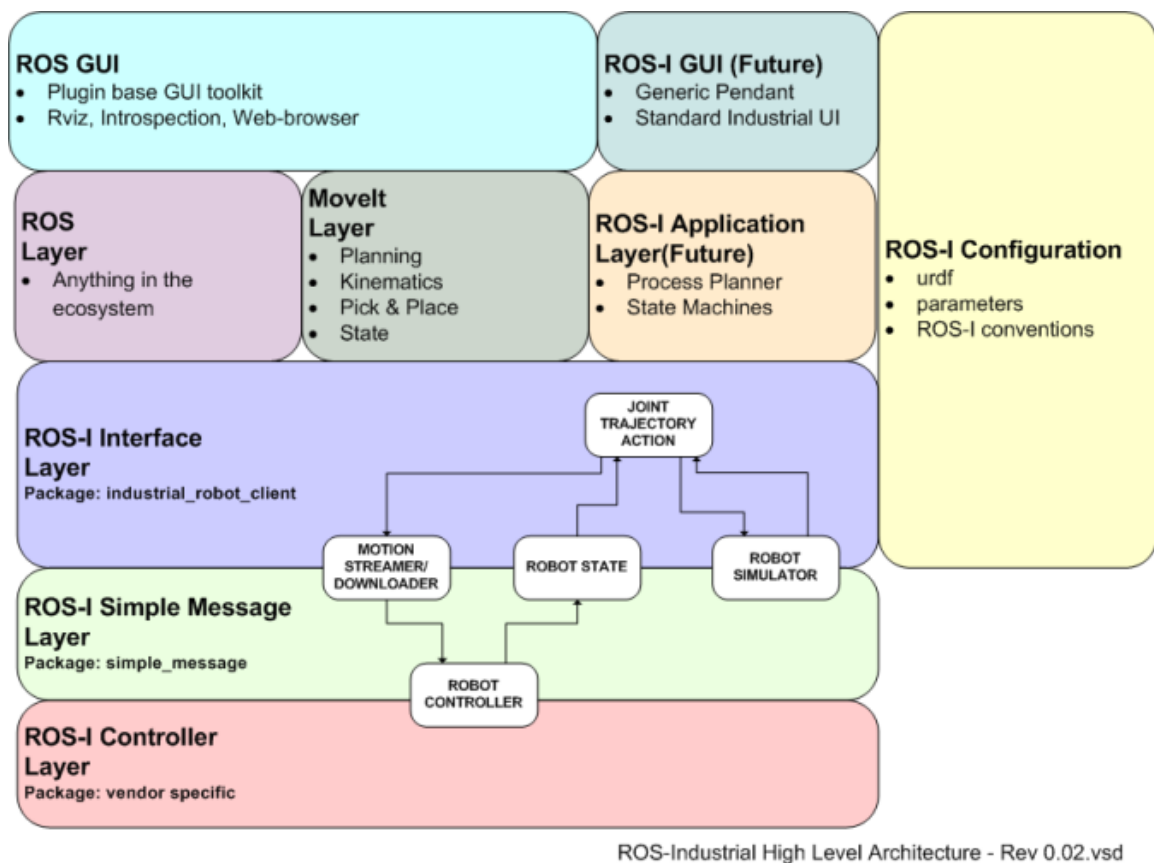 ROS GUI
• Plugin base GUI toolkit
• Rviz, Introspection, Web-browser
ROS-I GUI (Future)
• Generic Pendant
• Standard Industrial UI
ROS
Layer
• Anything in the
ecosystem
MoveIt
Layer
• Planning
• Kinematics
• Pick & Place
• State
ROS-I Application
Layer(Future)
• Process Planner
• State Machines
ROS-I Configuration
• urdf
• parameters
• ROS-I conventions
ROS-I Interface
Layer
Package: industrial_robot_client
JOINT
TRAJECTORY
ACTION
MOTION
STREAMER/
DOWNLOADER
ROBOT STATE
ROBOT
SIMULATOR
ROS-I Simple Message
Layer
Package: simple_message
ROBOT
CONTROLLER
ROS-I Controller
Layer
Package: vendor specific
ROS-Industrial High Level Architecture - Rev 0.02.vsd